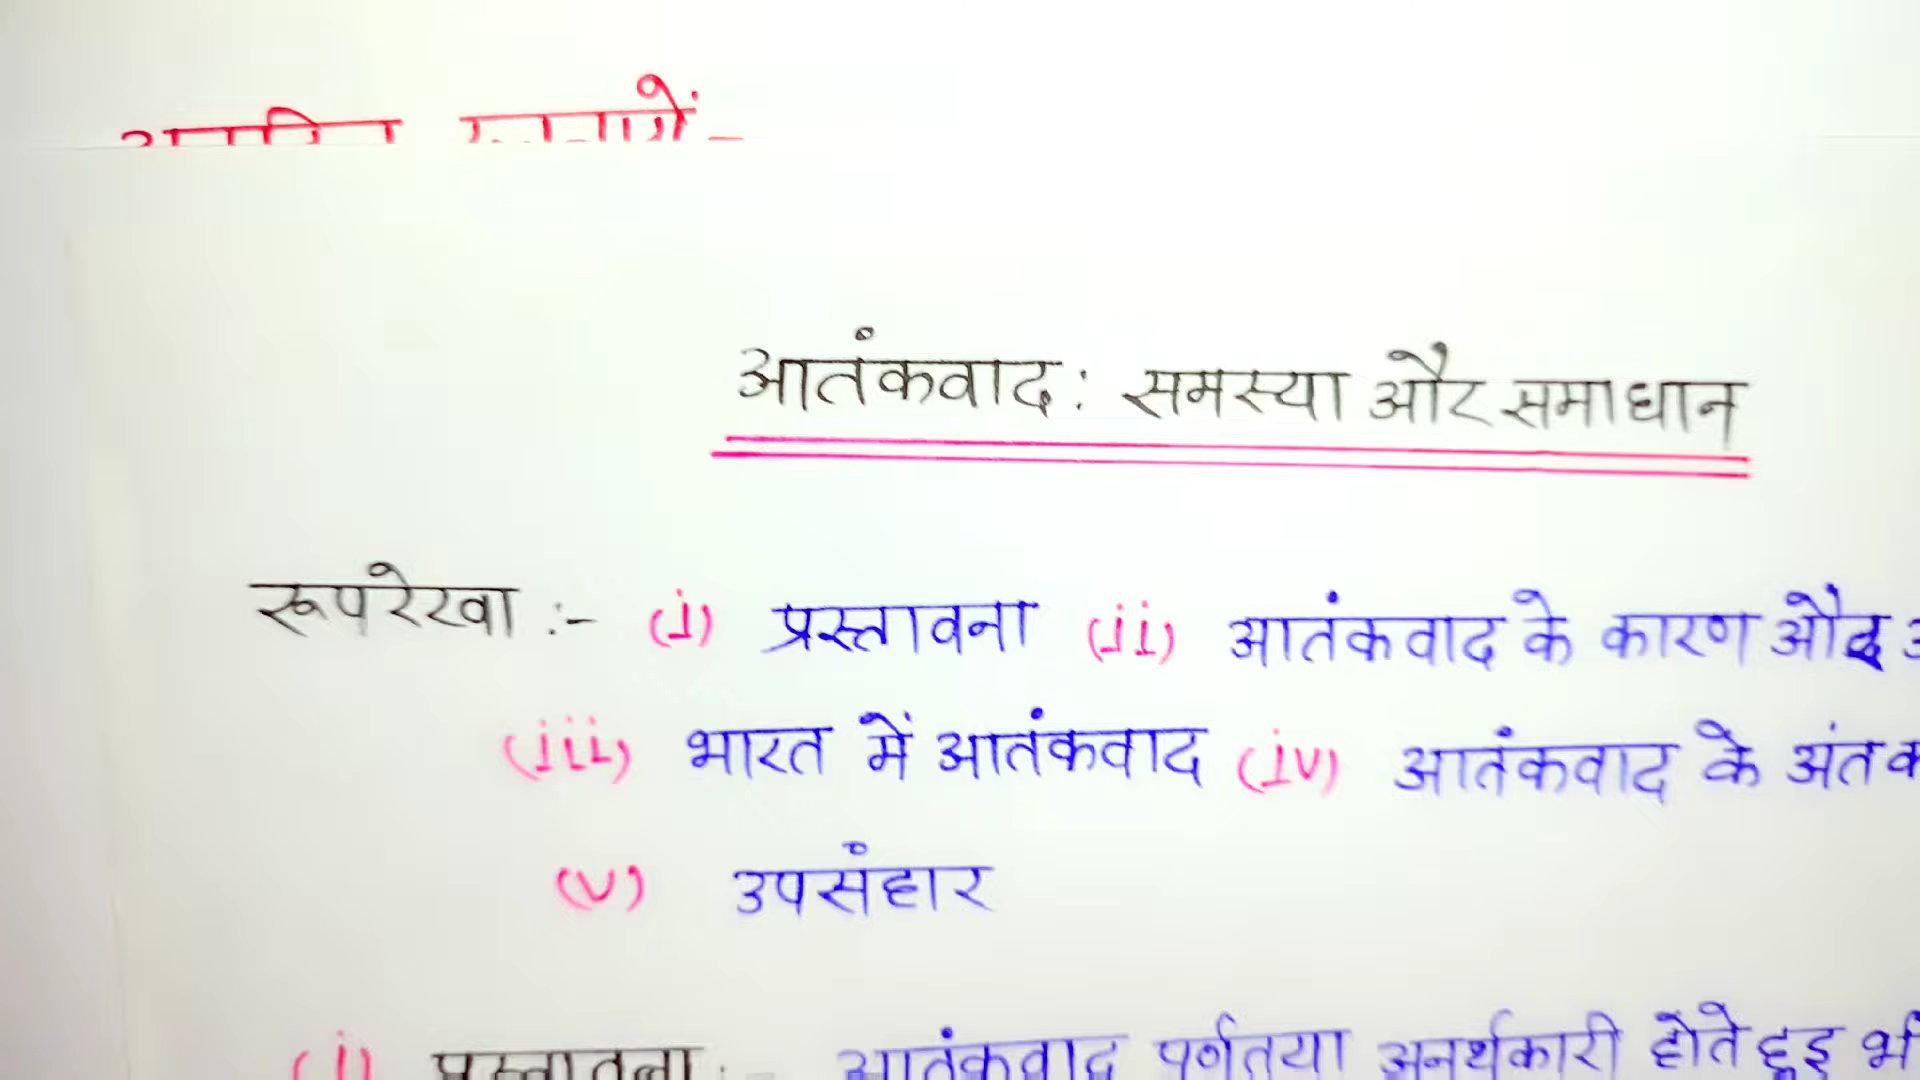 आतंकवाद: समस्या और समाधान
रूपरेखा :- (i) प्रस्तावना (ii) आतंकवाद के कारण और
(iii) भारत में आतंकवाद (iv) आतंकवाद के अंत
(v) उपसंहार
(i) प्रस्तावना :- आतंकवाद पूर्णतया अनर्थकारी होते हुइ